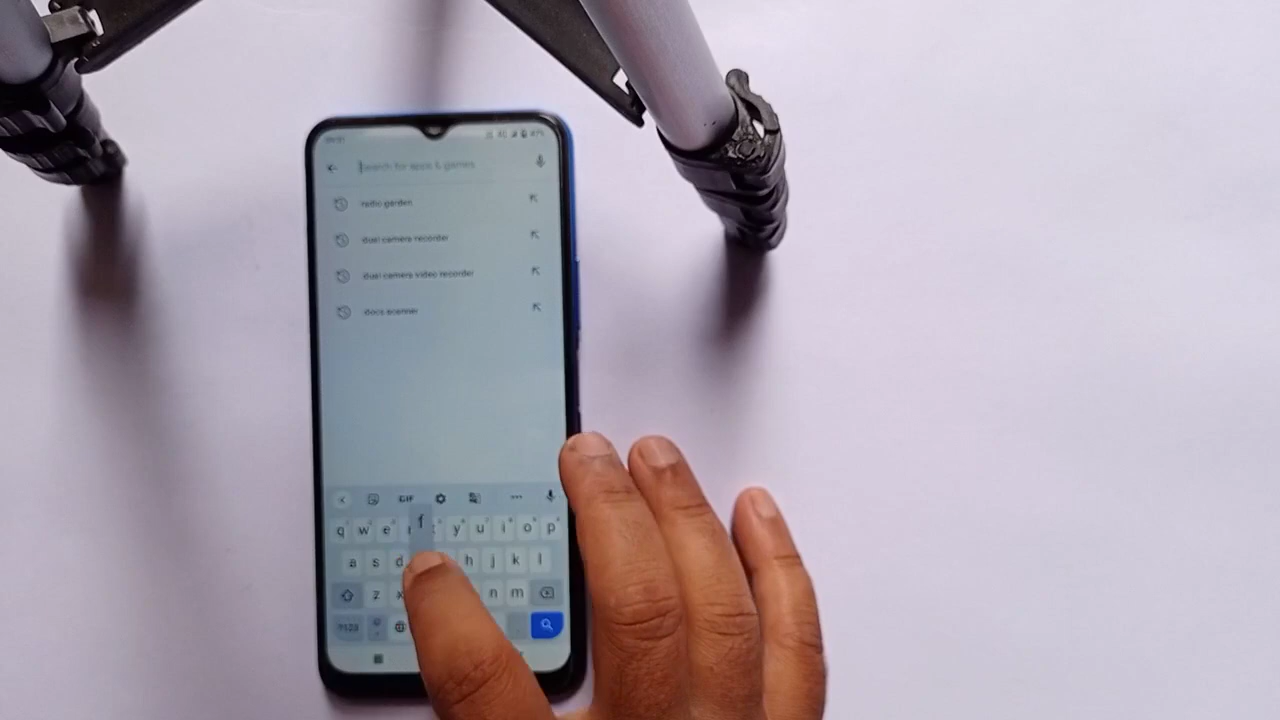 Search for apps & games
radio garden
dual camera recorder
dual camera video recorder
docs scanner
GIF
f
q w e r t y u i o p
a s d h j k l
z x n m
?123